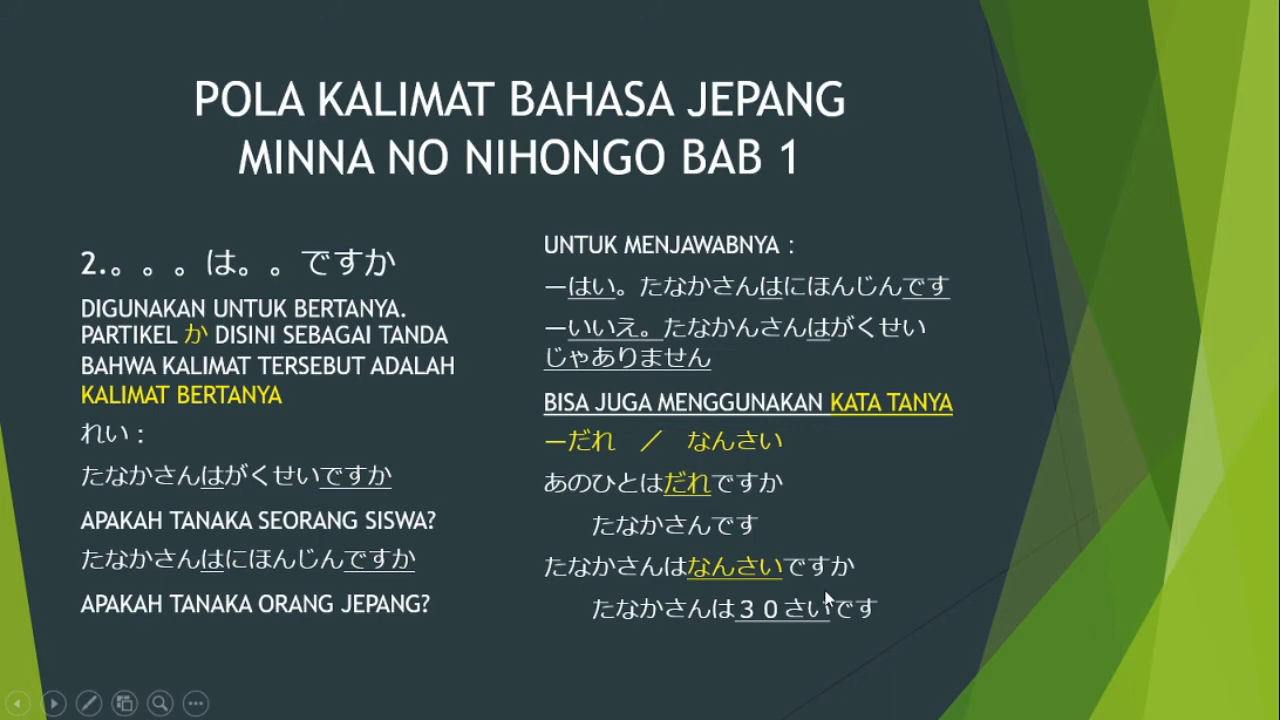 POLA KALIMAT BAHASA JEPANG
MINNA NO NIHONGO BAB 1
2.。。。は。。ですか
DIGUNAKAN UNTUK BERTANYA.
PARTIKEL か DISINI SEBAGAI TANDA
BAHWA KALIMAT TERSEBUT ADALAH
KALIMAT BERTANYA
れい：
たなかさんはがくせいですか
APAKAH TANAKA SEORANG SISWA?
たなかさんはにほんじんですか
APAKAH TANAKA ORANG JEPANG?
UNTUK MENJAWABNYA :
ーはい。たなかさんはにほんじんです
ーいいえ。たなかんさんはがくせい
じゃありません
BISA JUGA MENGGUNAKAN KATA TANYA
ーだれ　／　なんさい
あのひとはだれですか
たなかさんです
たなかさんはなんさいですか
たなかさんは３０さいです